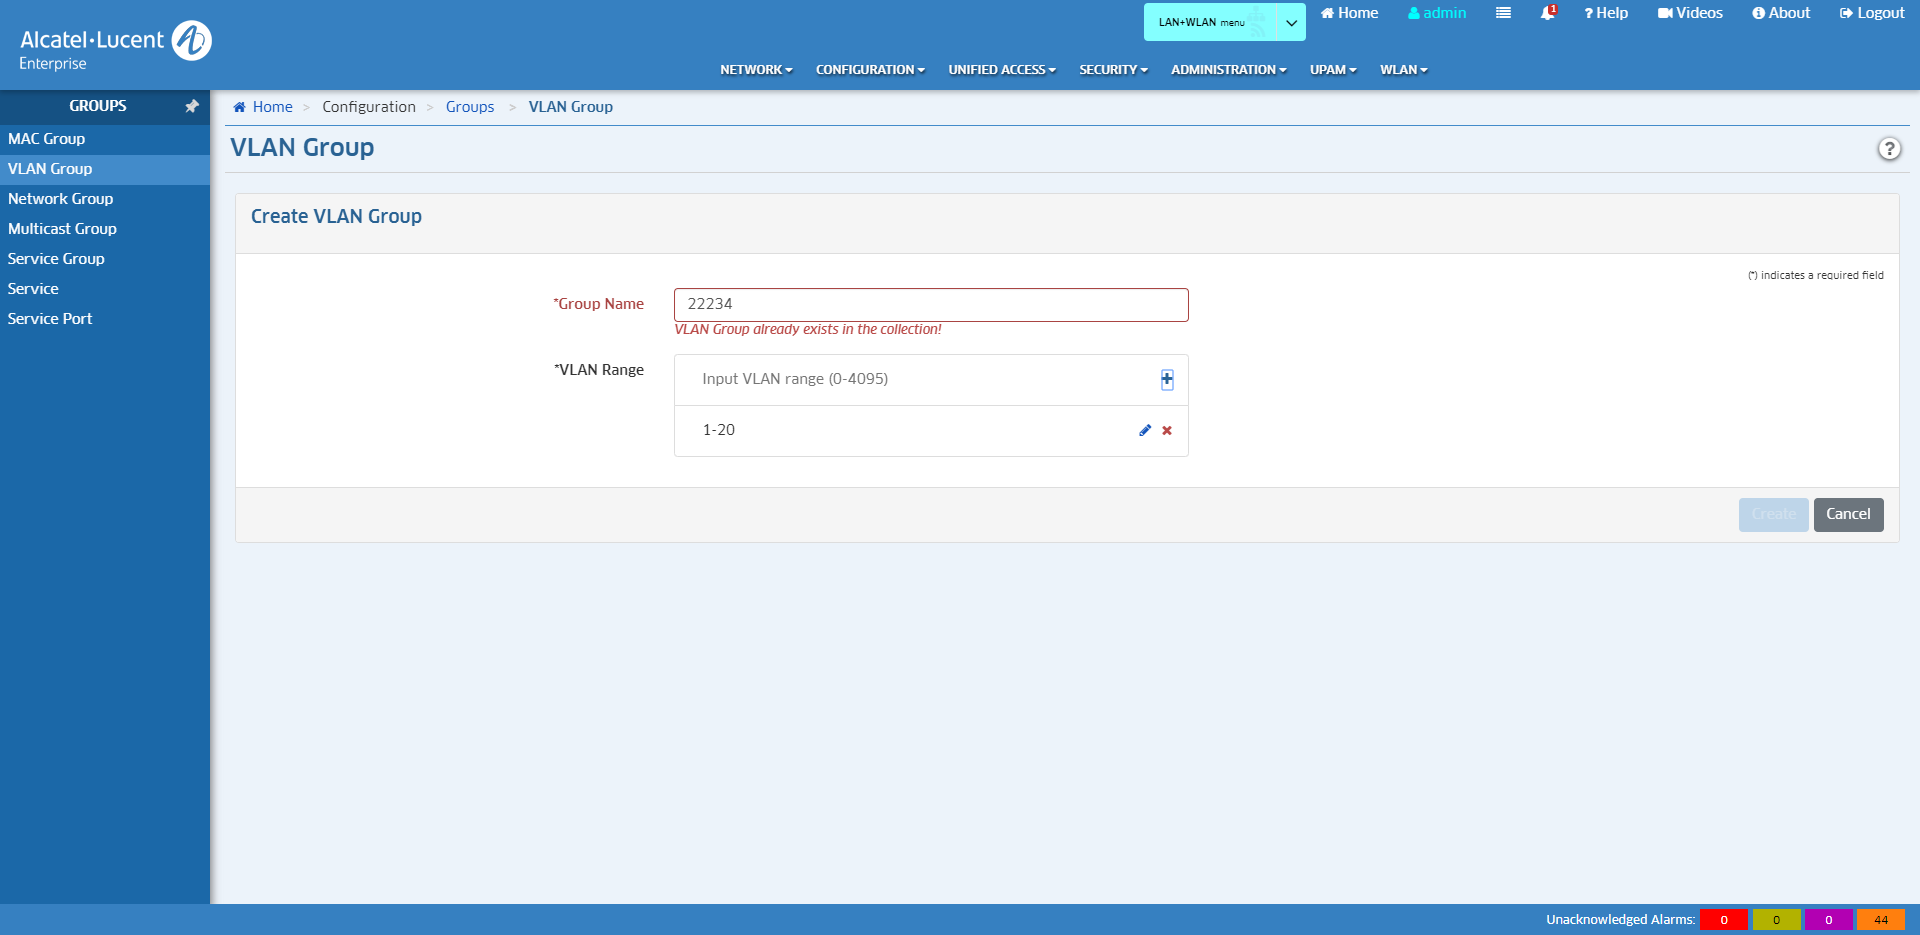 LAN+WLAN menu
Home
admin
1
? Help
Videos
About
Logout
Alcatel·Lucent
Enterprise
NETWORK
CONFIGURATION
UNIFIED ACCESS
SECURITY
ADMINISTRATION
UPAM
WLAN
GROUPS
MAC Group
VLAN Group
Network Group
Multicast Group
Service Group
Service
Service Port
Home > Configuration > Groups > VLAN Group
VLAN Group
?
Create VLAN Group
(*) indicates a required field
*Group Name
22234
VLAN Group already exists in the collection!
*VLAN Range
Input VLAN range (0-4095)
1-20
Create
Cancel
Unacknowledged Alarms: 0 0 0 44